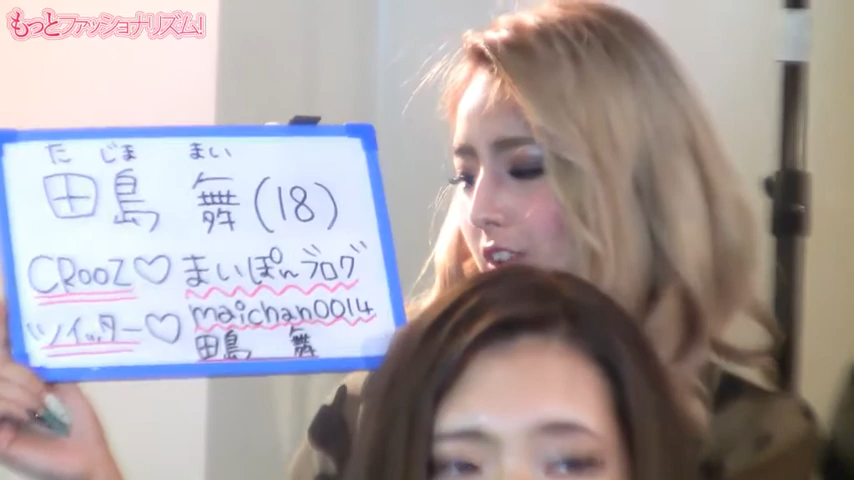 もっとファッショナリズム!
たじま まい
田島 舞(18)
CROOZ♡まいぽんブログ
ツイッター♡maichan0014
田島 舞